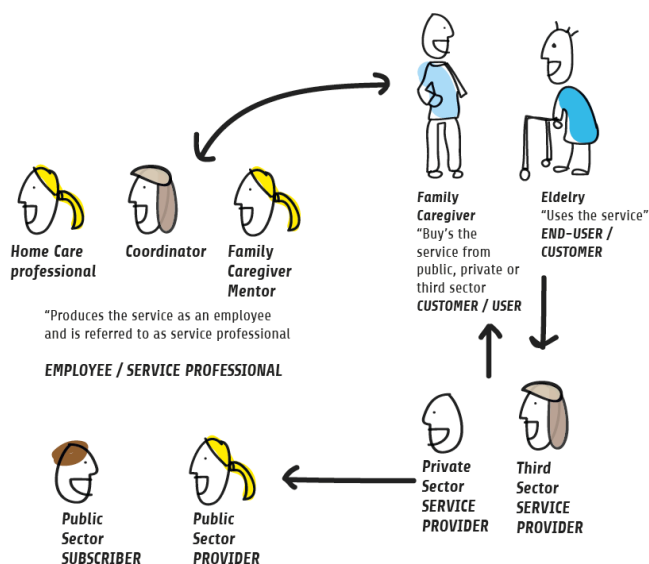 Home Care
professional
Coordinator
Family
Caregiver
Mentor
"Produces the service as an employee
and is referred to as service professional
EMPLOYEE / SERVICE PROFESSIONAL
Family
Caregiver
"Buy's the
service from
public, private or
third sector
CUSTOMER / USER
Eldelry
"Uses the service"
END-USER /
CUSTOMER
Public
Sector
SUBSCRIBER
Public
Sector
PROVIDER
Private
Sector
SERVICE
PROVIDER
Third
Sector
SERVICE
PROVIDER